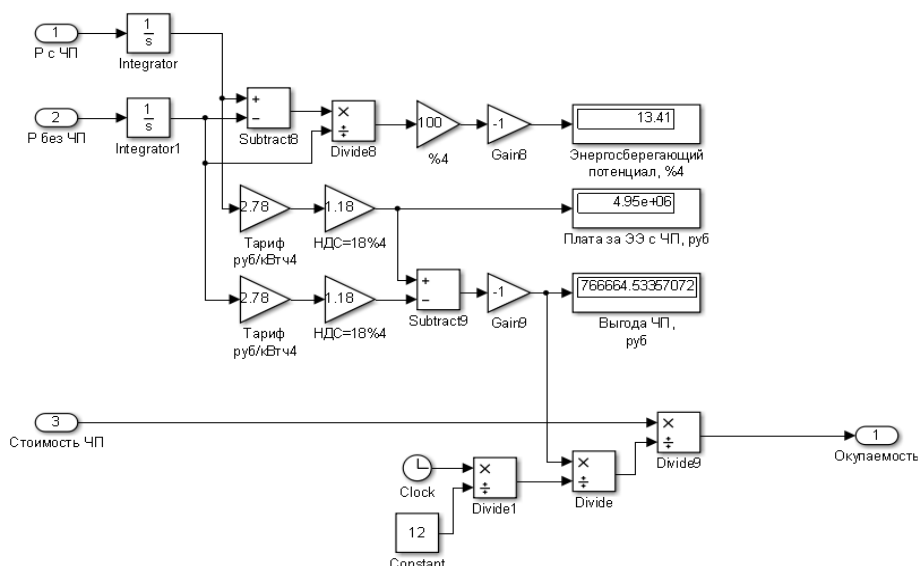 1
P с ЧП
1
s
Integrator
2
P без ЧП
1
s
Integrator1
+
−
Subtract8
×
÷
Divide8
100
%4
-1
Gain8
13.41
Энергосберегающий
потенциал, %4
2.78
Тариф
руб/кВтч4
1.18
НДС=18%4
4.95e+06
Плата за ЭЭ с ЧП, руб
2.78
Тариф
руб/кВтч4
1.18
НДС=18%4
+
−
Subtract9
-1
Gain9
766664.53357072
Выгода ЧП,
руб
3
Стоимость ЧП
Clock
12
Constant
×
÷
Divide1
×
÷
Divide
×
÷
Divide9
1
Окупаемость